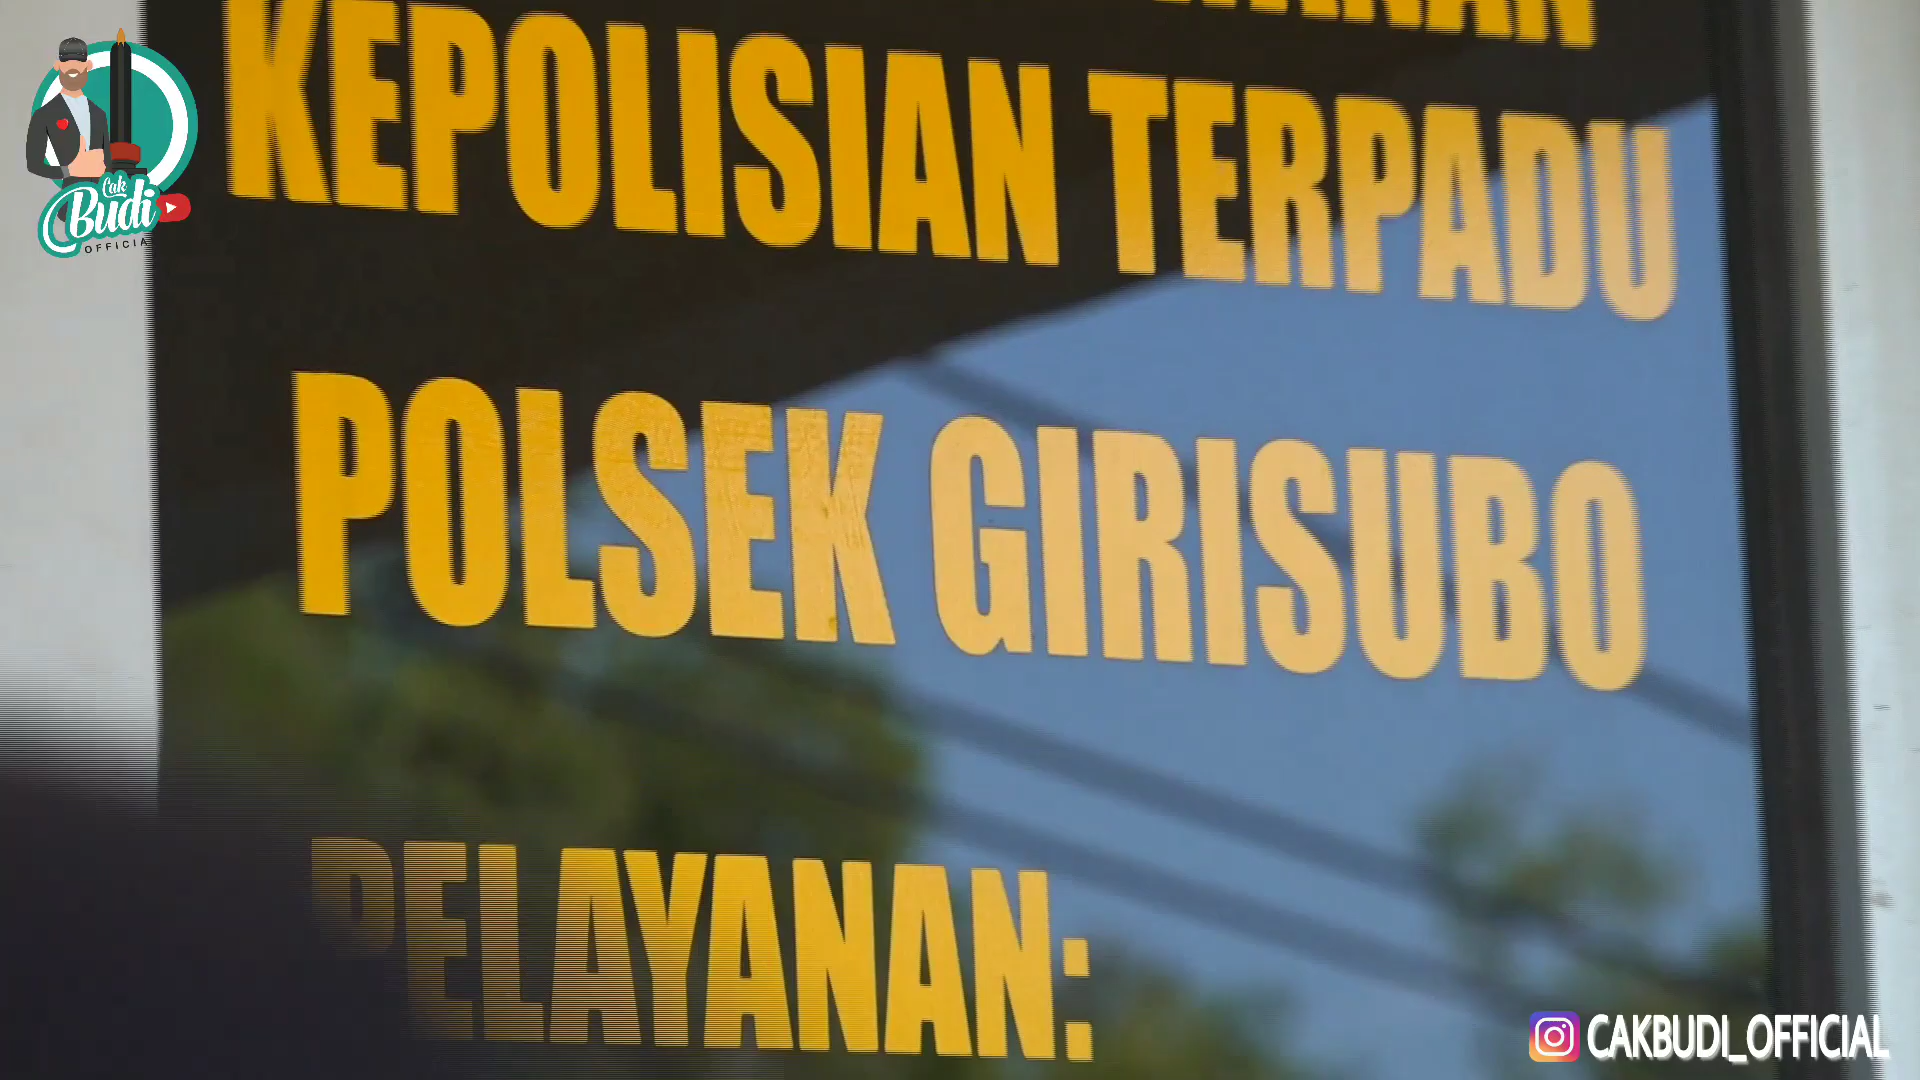 KEPOLISIAN TERPADU
POLSEK GIRISUBO
PELAYANAN:
Cak
Budi
OFFICIAL
CAKBUDI_OFFICIAL